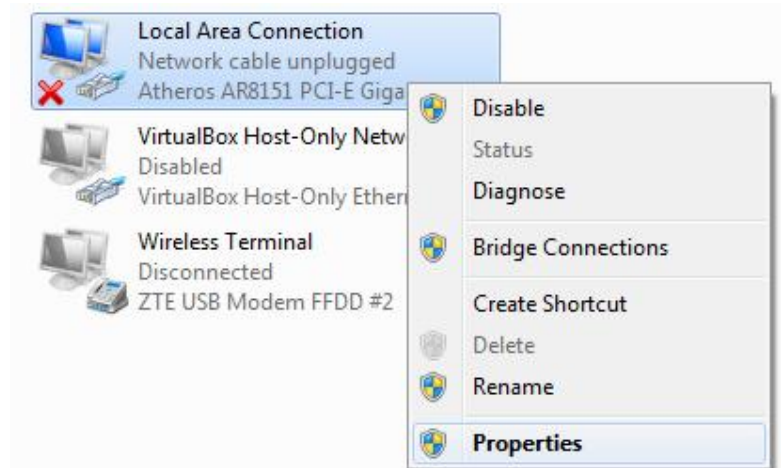 Local Area Connection
Network cable unplugged
Atheros AR8151 PCI-E Giga
VirtualBox Host-Only Netw
Disabled
VirtualBox Host-Only Ether
Wireless Terminal
Disconnected
ZTE USB Modem FFDD #2
Disable
Status
Diagnose
Bridge Connections
Create Shortcut
Delete
Rename
Properties